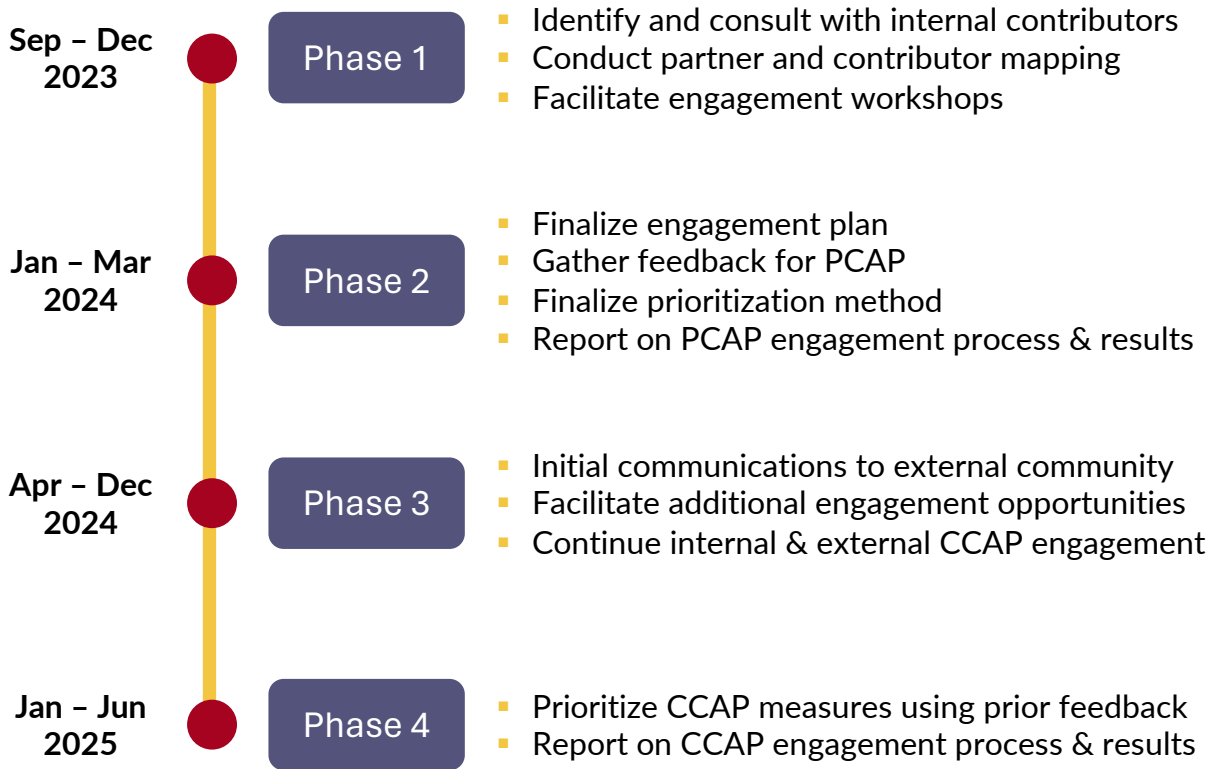 Sep – Dec
2023
Phase 1
Identify and consult with internal contributors
Conduct partner and contributor mapping
Facilitate engagement workshops
Jan – Mar
2024
Phase 2
Finalize engagement plan
Gather feedback for PCAP
Finalize prioritization method
Report on PCAP engagement process & results
Apr – Dec
2024
Phase 3
Initial communications to external community
Facilitate additional engagement opportunities
Continue internal & external CCAP engagement
Jan – Jun
2025
Phase 4
Prioritize CCAP measures using prior feedback
Report on CCAP engagement process & results